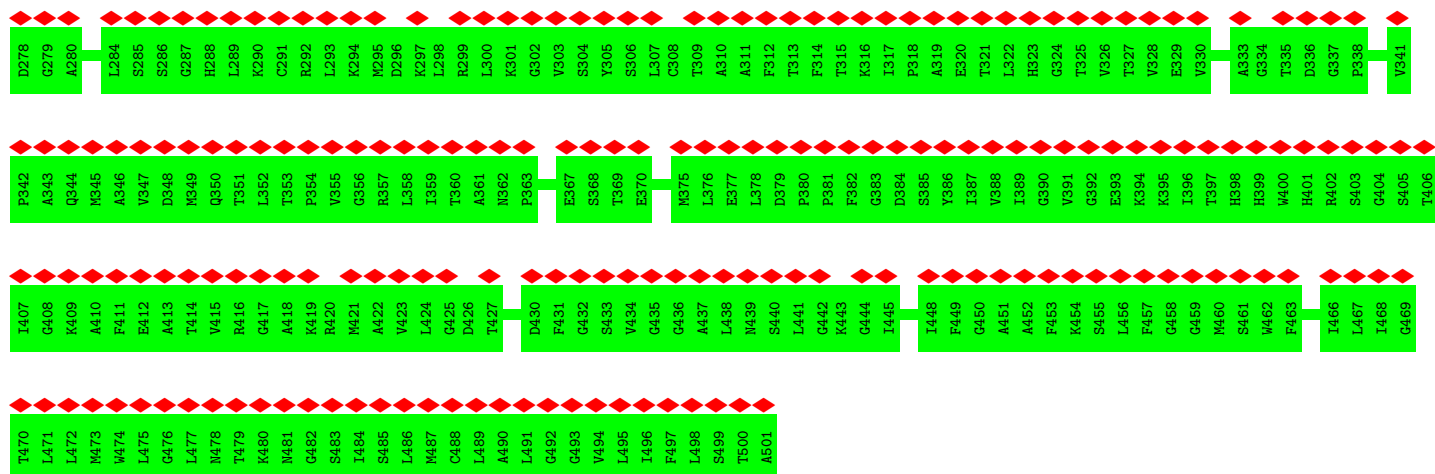 D278 G279 A280 L284 S285 S286 G287 H288 L289 K290 C291 R292 L293 K294 M295 D296 K297 L298 R299 L300 K301 G302 V303 S304 Y305 S306 L307 C308 T309 A310 A311 F312 T313 F314 T315 K316 I317 P318 A319 E320 T321 L322 H323 G324 T325 V326 T327 V328 E329 V330 A333 G334 T335 D336 G337 P338 V341
P342 A343 Q344 M345 A346 V347 D348 M349 Q350 T351 L352 T353 P354 V355 G356 R357 L358 I359 T360 A361 N362 P363 E367 S368 T369 E370 M375 L376 E377 L378 D379 P380 P381 F382 G383 D384 S385 Y386 I387 V388 I389 G390 V391 G392 E393 K394 K395 I396 T397 H398 H399 W400 H401 R402 S403 G404 S405 T406
I407 G408 K409 A410 F411 E412 A413 T414 V415 R416 G417 A418 K419 R420 M421 A422 V423 L424 G425 D426 T427 D430 F431 G432 S433 V434 G435 G436 A437 L438 N439 S440 L441 G442 K443 G444 I445 I448 F449 G450 A451 A452 F453 K454 S455 L456 F457 G458 G459 M460 S461 W462 F463 I466 L467 I468 G469
T470 L471 L472 M473 W474 L475 G476 L477 N478 T479 K480 N481 G482 S483 I484 S485 L486 M487 C488 L489 A490 L491 G492 G493 V494 L495 I496 F497 L498 S499 T500 A501